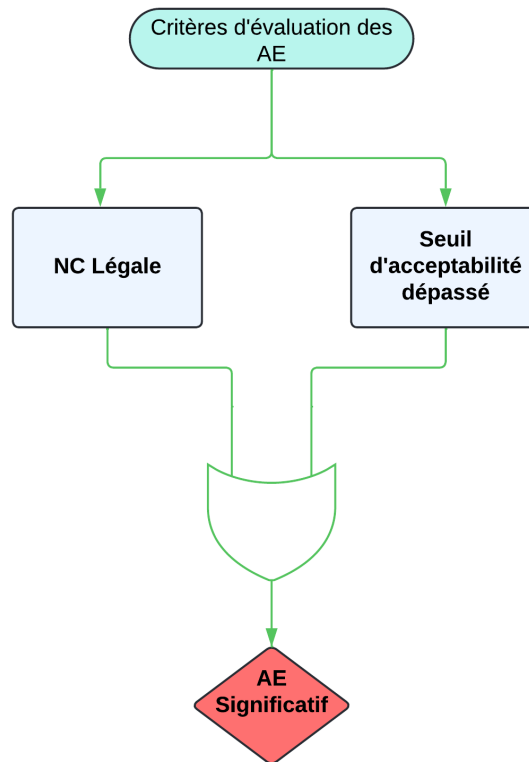 Critères d'évaluation des
AE
NC Légale
Seuil
d'acceptabilité
dépassé
AE
Significatif